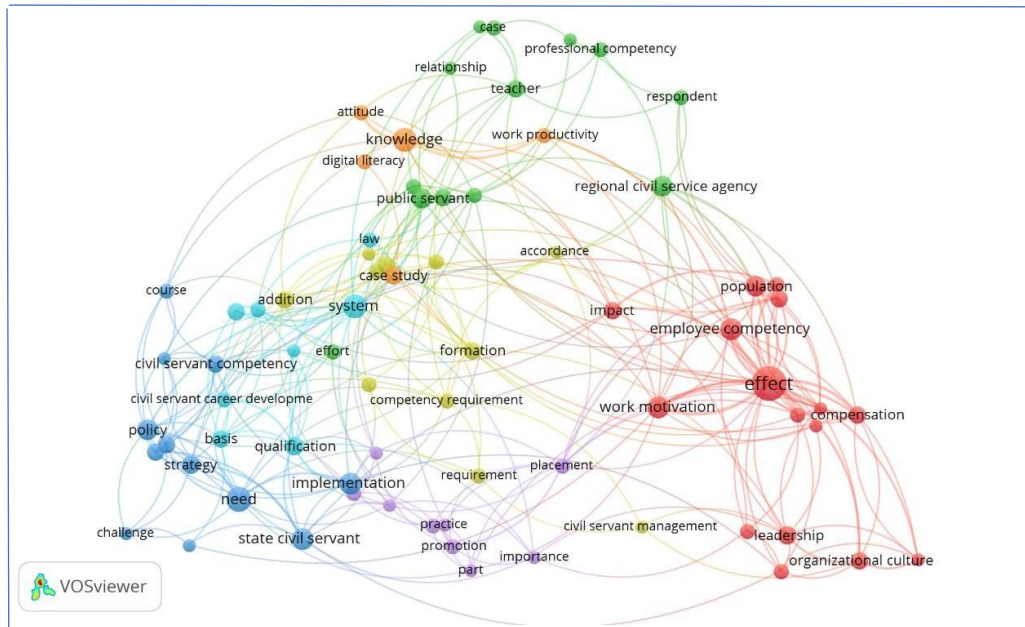 case
professional competency
relationship
teacher
respondent
attitude
knowledge
work productivity
digital literacy
regional civil service agency
public servant
law
accordance
case study
course
addition
system
population
impact
employee competency
effort
formation
civil servant competency
effect
civil servant career developme
competency requirement
work motivation
compensation
policy
basis
qualification
strategy
placement
requirement
implementation
need
practice
civil servant management
challenge
state civil servant
promotion
leadership
importance
organizational culture
part
VOSviewer